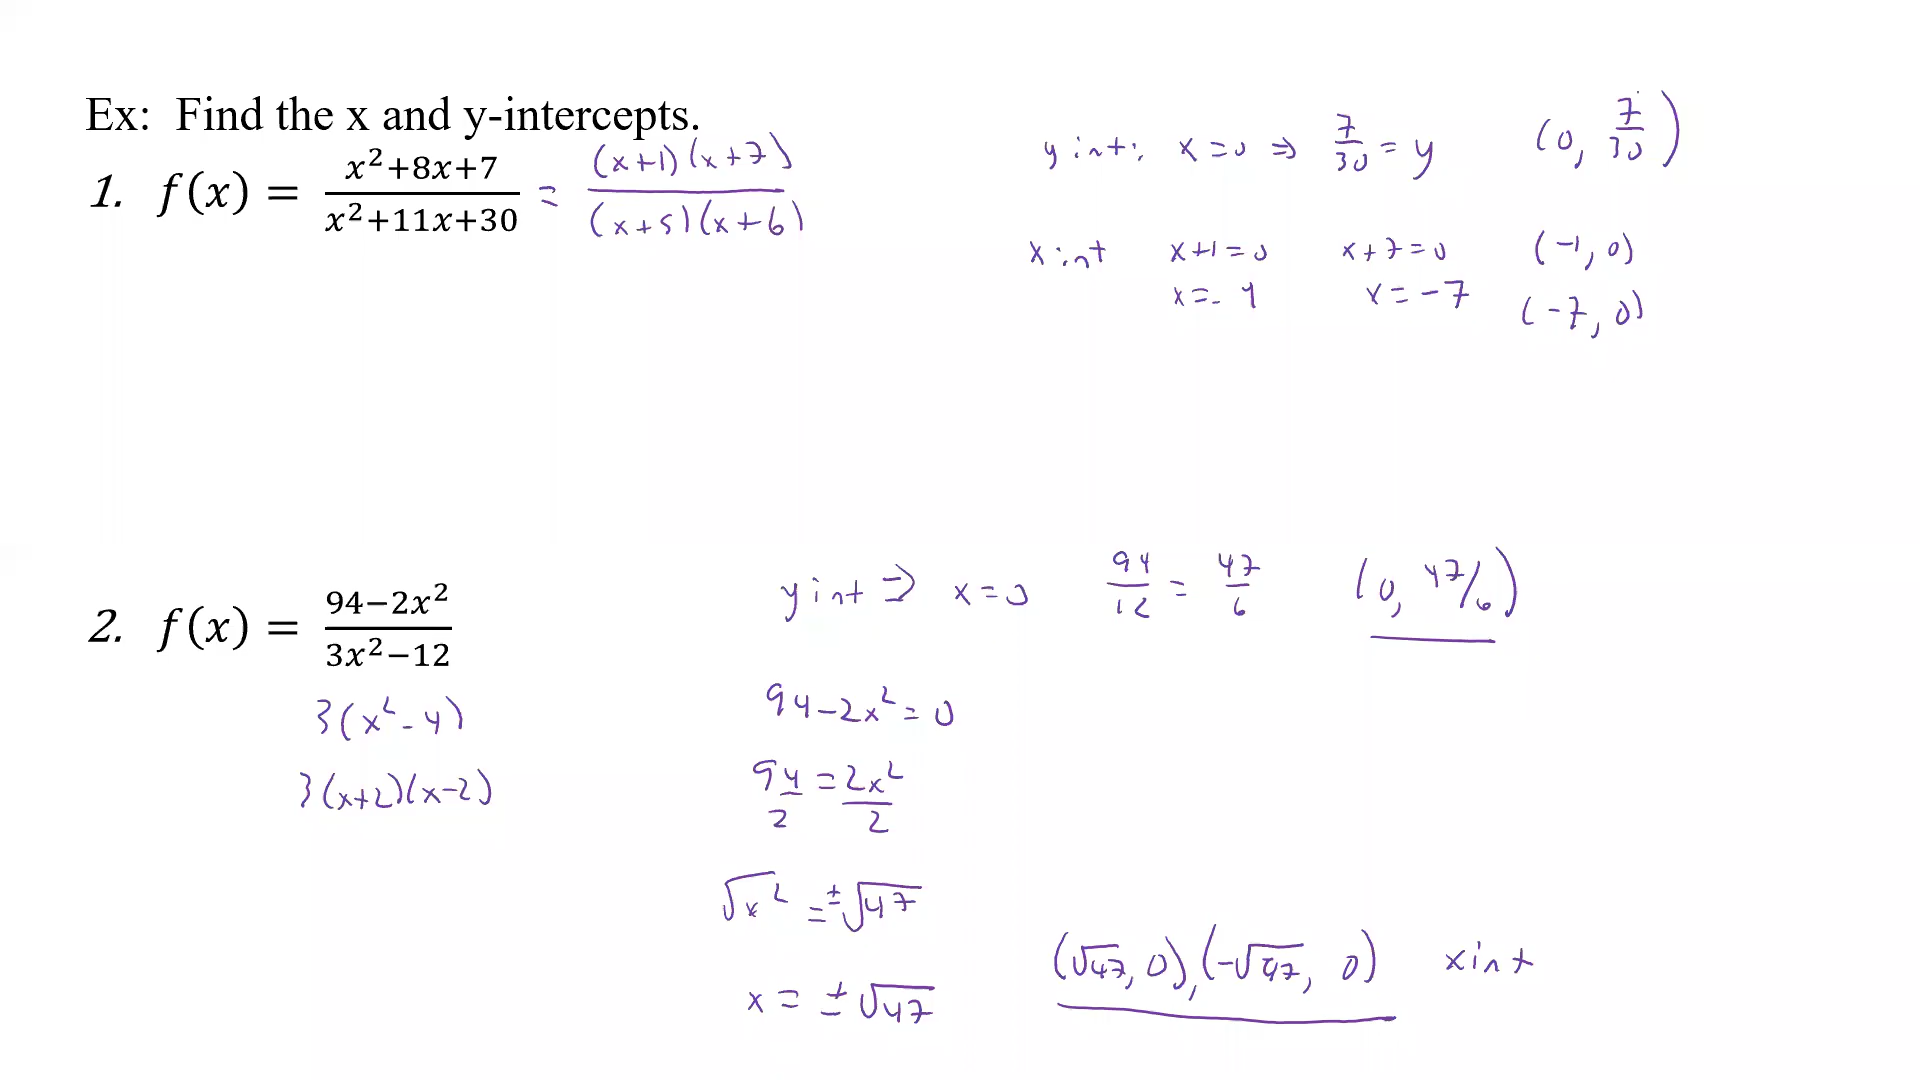 Ex: Find the x and y-intercepts.
1. f(x) = (x²+8x+7)/(x²+11x+30) = ((x+1)(x+7))/((x+5)(x+6))
y int: x=0 ⇒ 7/30 = y (0, 7/30)
x int x+1=0 x+7=0 (-1, 0)
x=-1 x=-7 (-7, 0)
2. f(x) = (94−2x²)/(3x²−12)
3(x²-4)
3(x+2)(x-2)
y int ⇒ x=0 94/12 = 47/6 (0, 47/6)
94-2x²=0
94/2 = 2x²/2
√x² = ±√47
x = ±√47
(√47, 0), (-√47, 0) x int